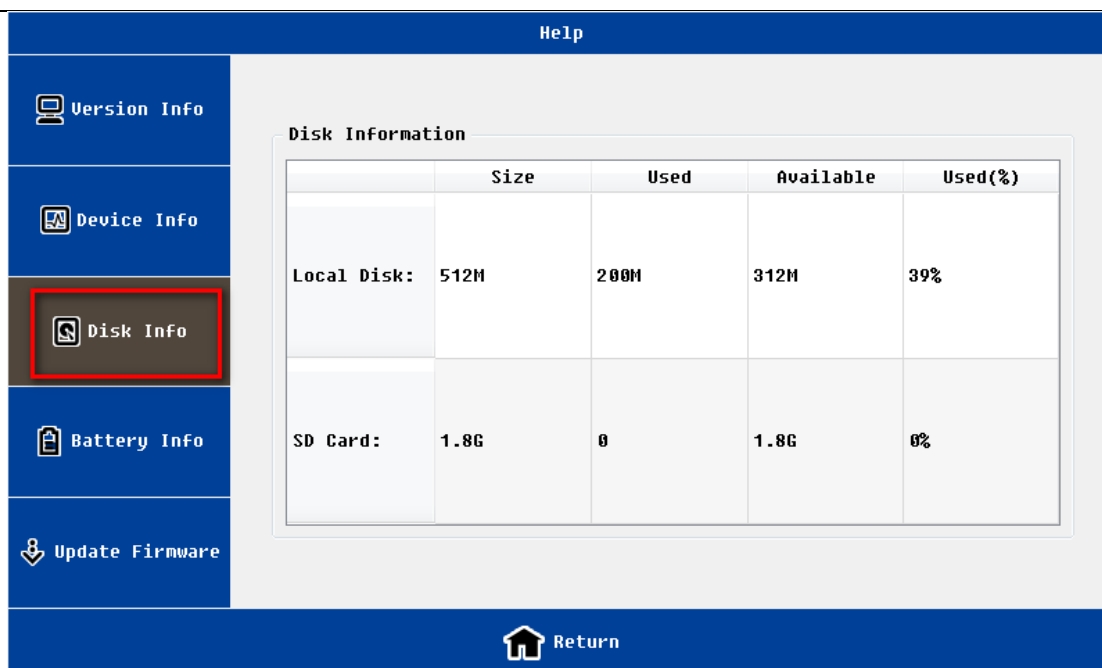 Help
Version Info
Device Info
Disk Info
Battery Info
Update Firmware
Disk Information
Size Used Available Used(%)
Local Disk: 512M 200M 312M 39%
SD Card: 1.8G 0 1.8G 0%
Return